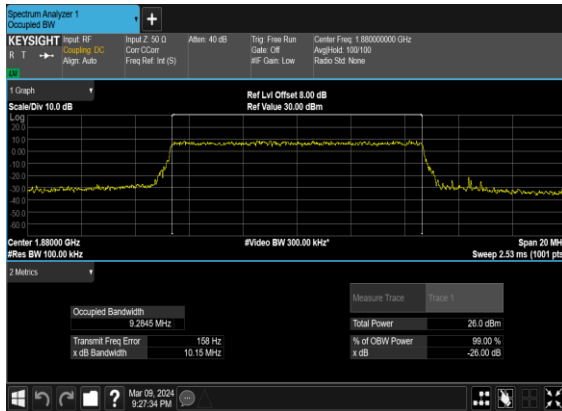 Spectrum Analyzer 1
Occupied BW
+
KEYSIGHT
R T
LXI
Input: RF
Coupling: DC
Align: Auto
Input Z: 50 Ω
Corr CCorr
Freq Ref: Int (S)
Atten: 40 dB
Trig: Free Run
Gate: Off
#IF Gain: Low
Center Freq: 1.880000000 GHz
Avg|Hold: 100/100
Radio Std: None
1 Graph
Scale/Div 10.0 dB
Ref Lvl Offset 8.00 dB
Ref Value 30.00 dBm
Log
20.0
10.0
0.00
-10.0
-20.0
-30.0
-40.0
-50.0
-60.0
Center 1.88000 GHz
#Video BW 300.00 kHz*
Span 20 MH
#Res BW 100.00 kHz
Sweep 2.53 ms (1001 pts
2 Metrics
Measure Trace
Trace 1
Occupied Bandwidth
9.2845 MHz
Total Power
26.0 dBm
Transmit Freq Error
158 Hz
% of OBW Power
99.00 %
x dB Bandwidth
10.15 MHz
x dB
-26.00 dB
?
Mar 09, 2024
9:27:34 PM